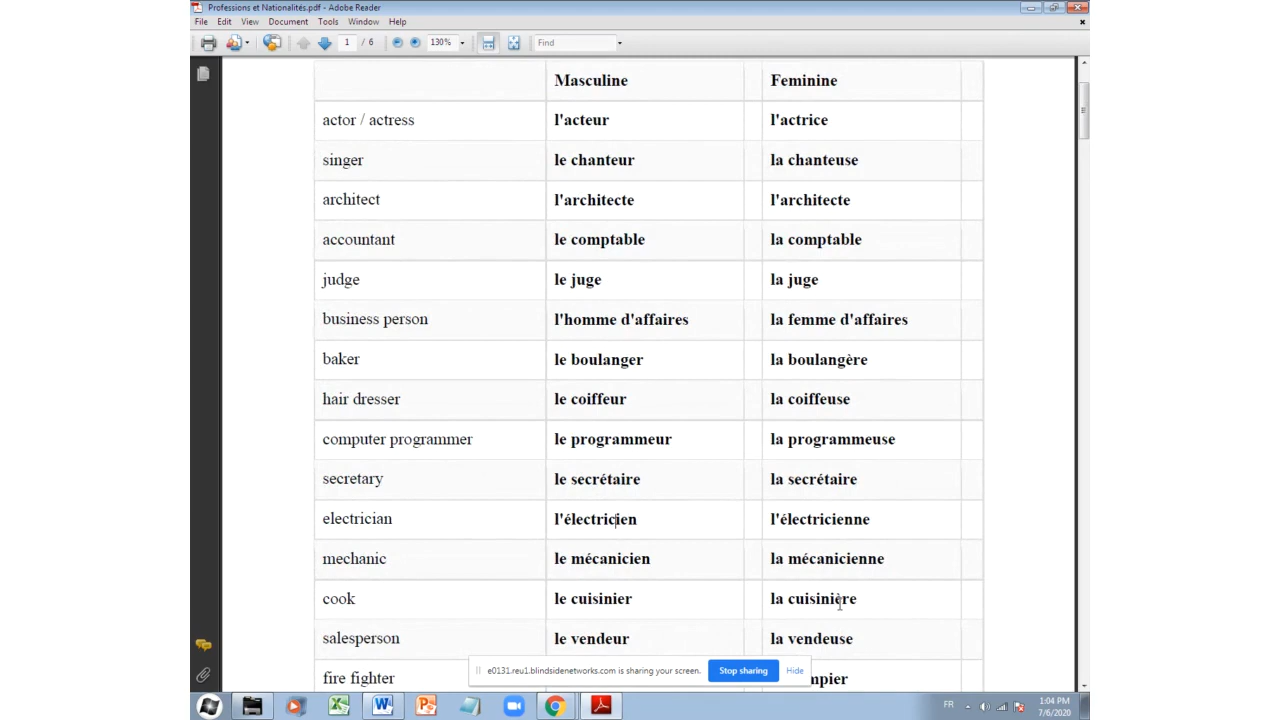 Professions et Nationalités.pdf - Adobe Reader
File Edit View Document Tools Window Help
1 / 6 130% Find
Masculine Feminine
actor / actress l'acteur l'actrice
singer le chanteur la chanteuse
architect l'architecte l'architecte
accountant le comptable la comptable
judge le juge la juge
business person l'homme d'affaires la femme d'affaires
baker le boulanger la boulangère
hair dresser le coiffeur la coiffeuse
computer programmer le programmeur la programmeuse
secretary le secrétaire la secrétaire
electrician l'électricien l'électricienne
mechanic le mécanicien la mécanicienne
cook le cuisinier la cuisinière
salesperson le vendeur la vendeuse
e0131.reu1.blindsidenetworks.com is sharing your screen. Stop sharing Hide
fire fighter mpier
FR 1:04 PM
7/6/2020